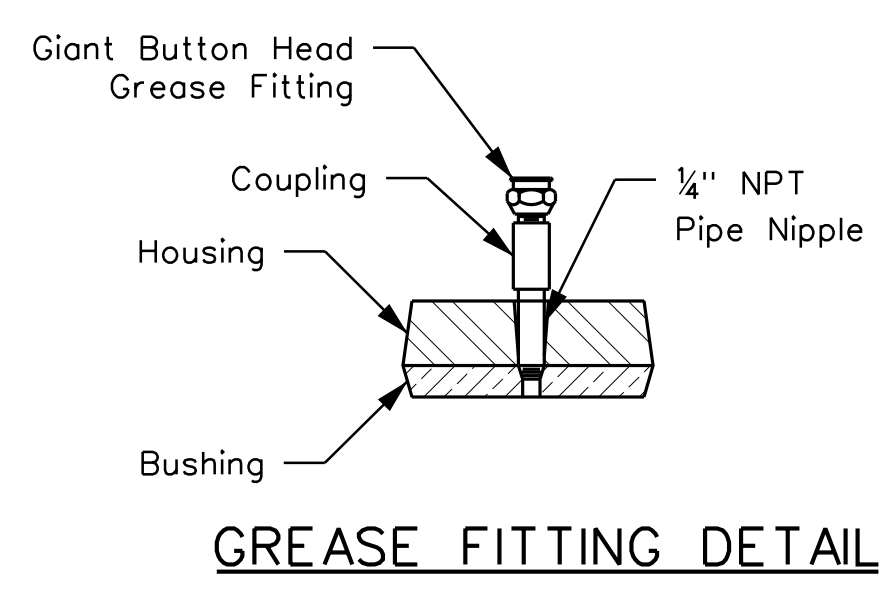 Giant Button Head
Grease Fitting
Coupling
¼" NPT
Pipe Nipple
Housing
Bushing
GREASE FITTING DETAIL